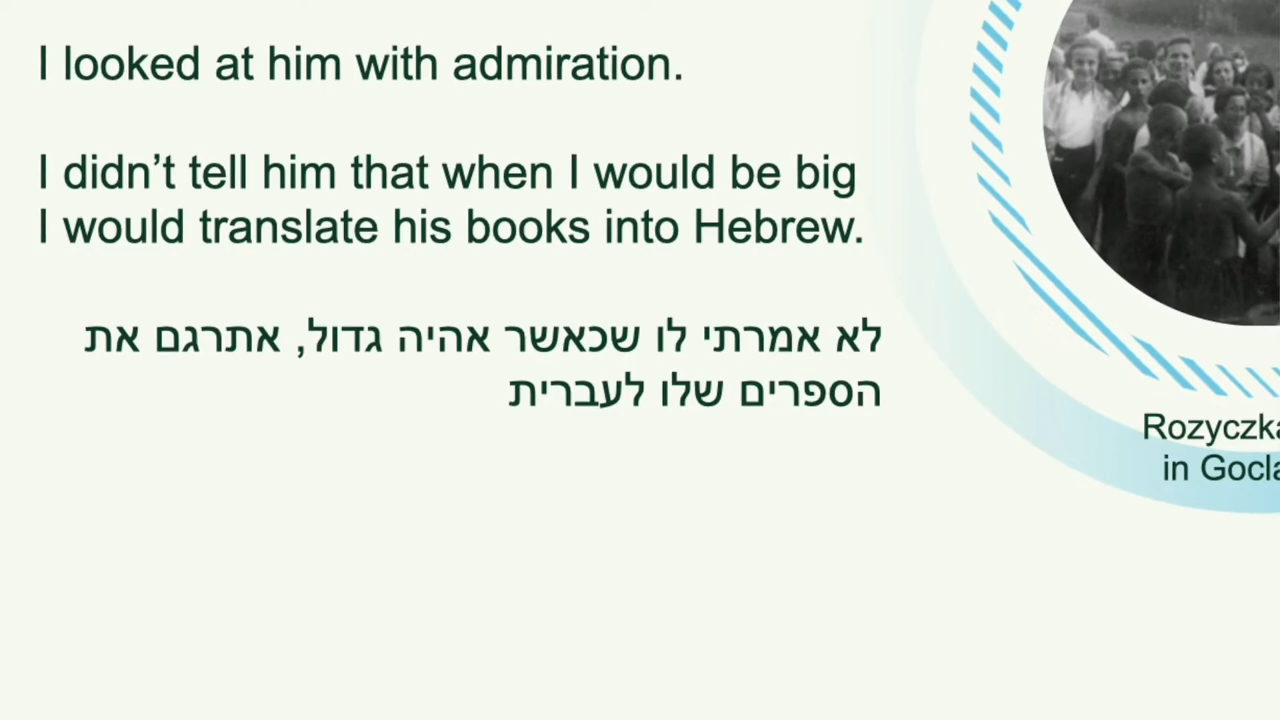 I looked at him with admiration.
I didn’t tell him that when I would be big
I would translate his books into Hebrew.
לא אמרתי לו שכאשר אהיה גדול, אתרגם את
הספרים שלו לעברית
in